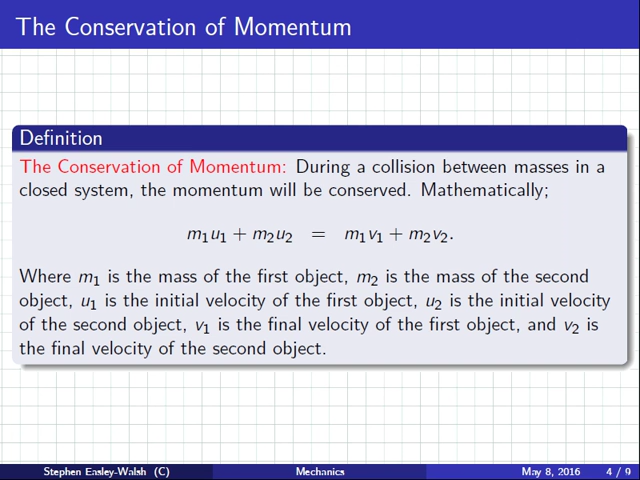 The Conservation of Momentum
Definition
The Conservation of Momentum: During a collision between masses in a
closed system, the momentum will be conserved. Mathematically;
m₁u₁ + m₂u₂ = m₁v₁ + m₂v₂.
Where m₁ is the mass of the first object, m₂ is the mass of the second
object, u₁ is the initial velocity of the first object, u₂ is the initial velocity
of the second object, v₁ is the final velocity of the first object, and v₂ is
the final velocity of the second object.
Stephen Easley-Walsh (C) Mechanics May 8, 2016 4 / 9